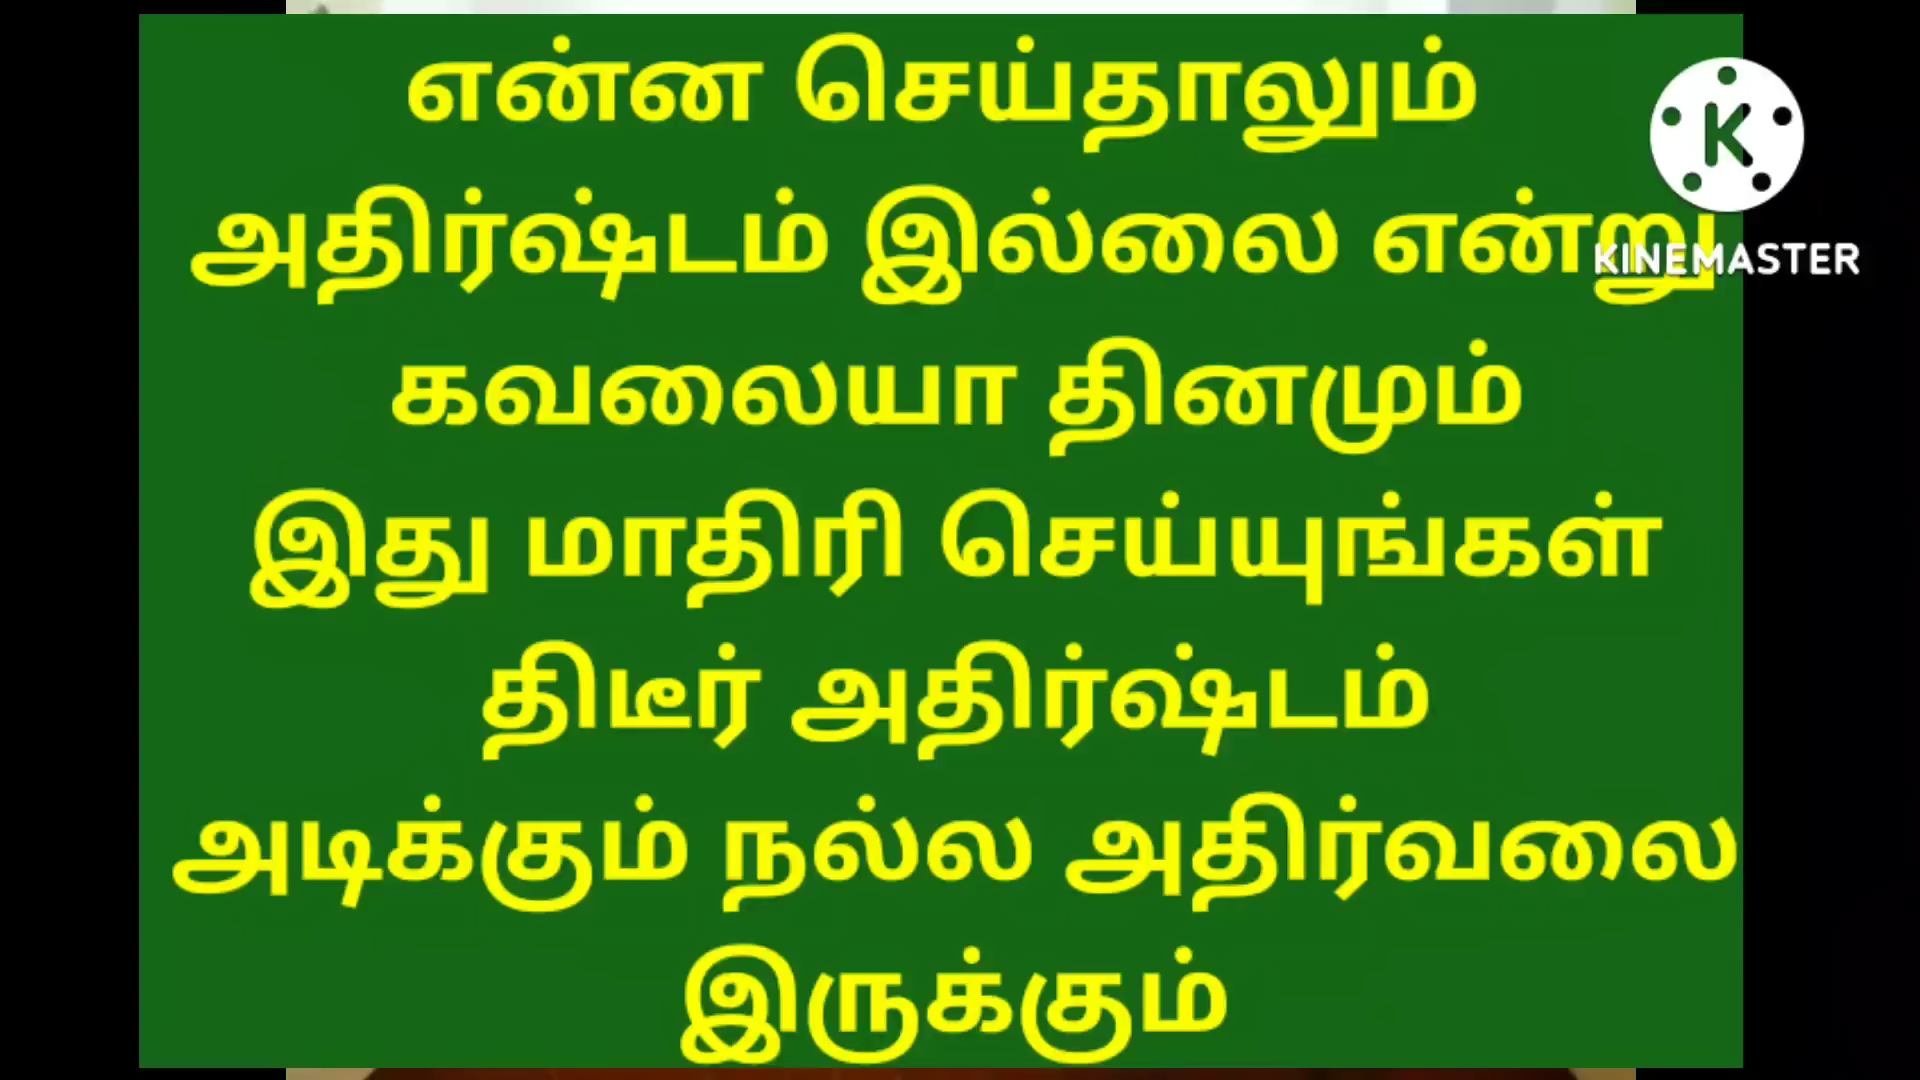 என்ன செய்தாலும்
அதிர்ஷ்டம் இல்லை என்று
கவலையா தினமும்
இது மாதிரி செய்யுங்கள்
திடீர் அதிர்ஷ்டம்
அடிக்கும் நல்ல அதிர்வலை
இருக்கும்
K
KINEMASTER